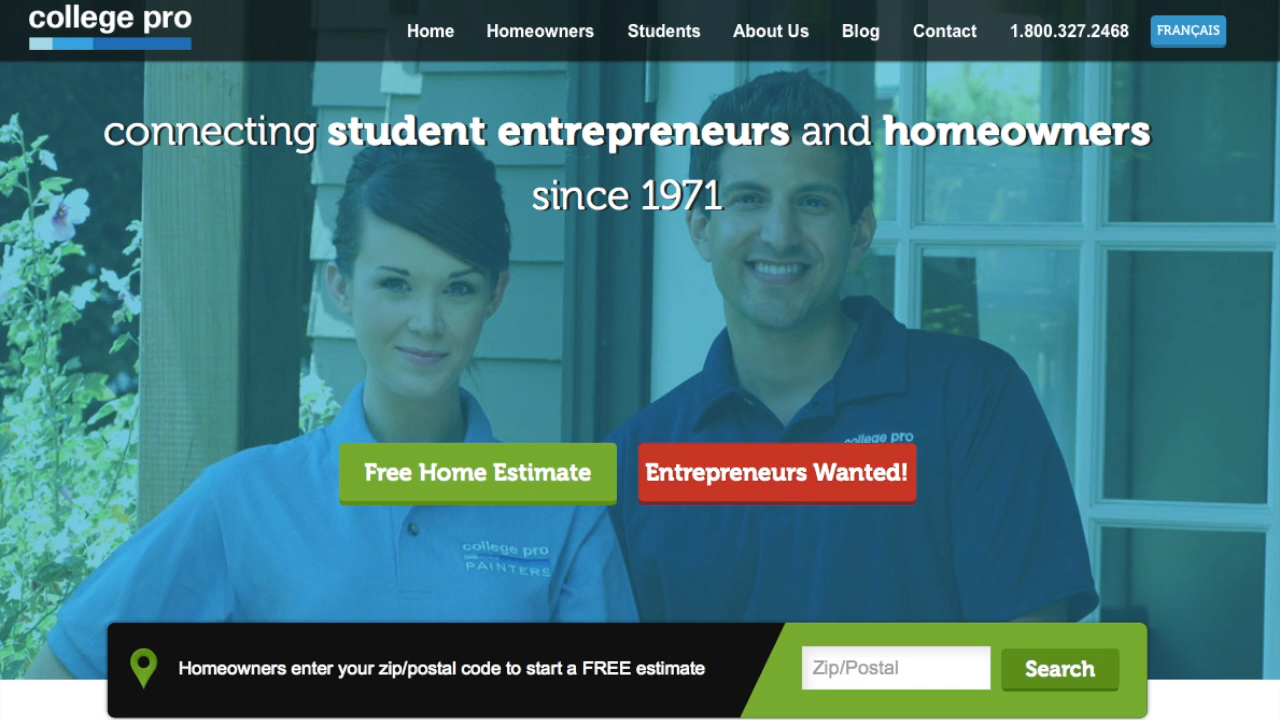 college pro
Home Homeowners Students About Us Blog Contact 1.800.327.2468 FRANÇAIS
connecting student entrepreneurs and homeowners
since 1971
college pro
Free Home Estimate Entrepreneurs Wanted!
college pro
PAINTERS
Homeowners enter your zip/postal code to start a FREE estimate Zip/Postal Search